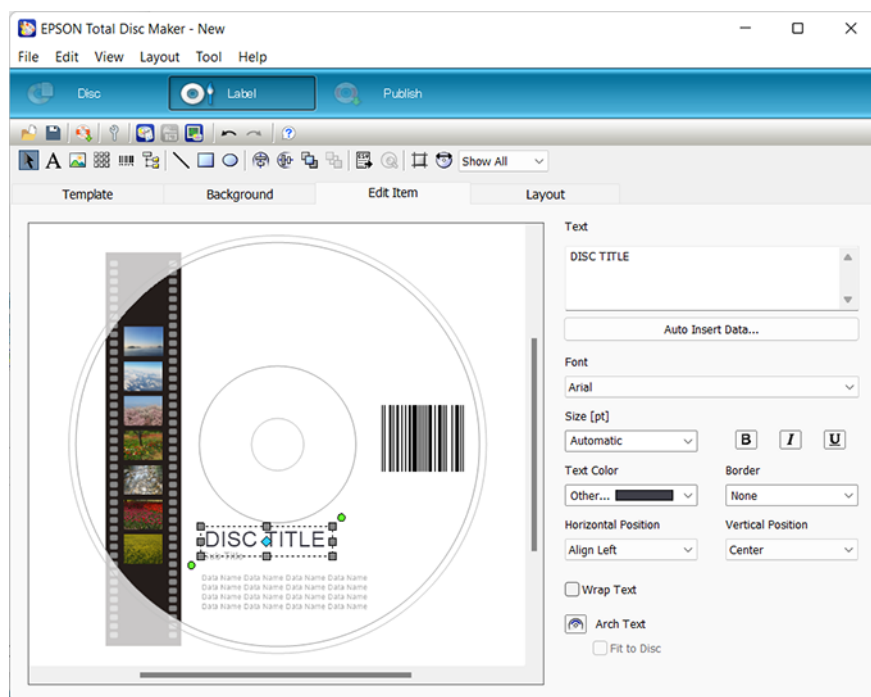 EPSON Total Disc Maker - New
File Edit View Layout Tool Help
Disc Label Publish
A Show All
Template Background Edit Item Layout
Text
DISC TITLE
Auto Insert Data...
Font
Arial
Size [pt]
Automatic B I U
Text Color Border
Other... None
Horizontal Position Vertical Position
Align Left Center
Wrap Text
Arch Text
Fit to Disc
DISC TITLE
Sub Title
Data Name Data Name Data Name Data Name
Data Name Data Name Data Name Data Name
Data Name Data Name Data Name Data Name
Data Name Data Name Data Name Data Name